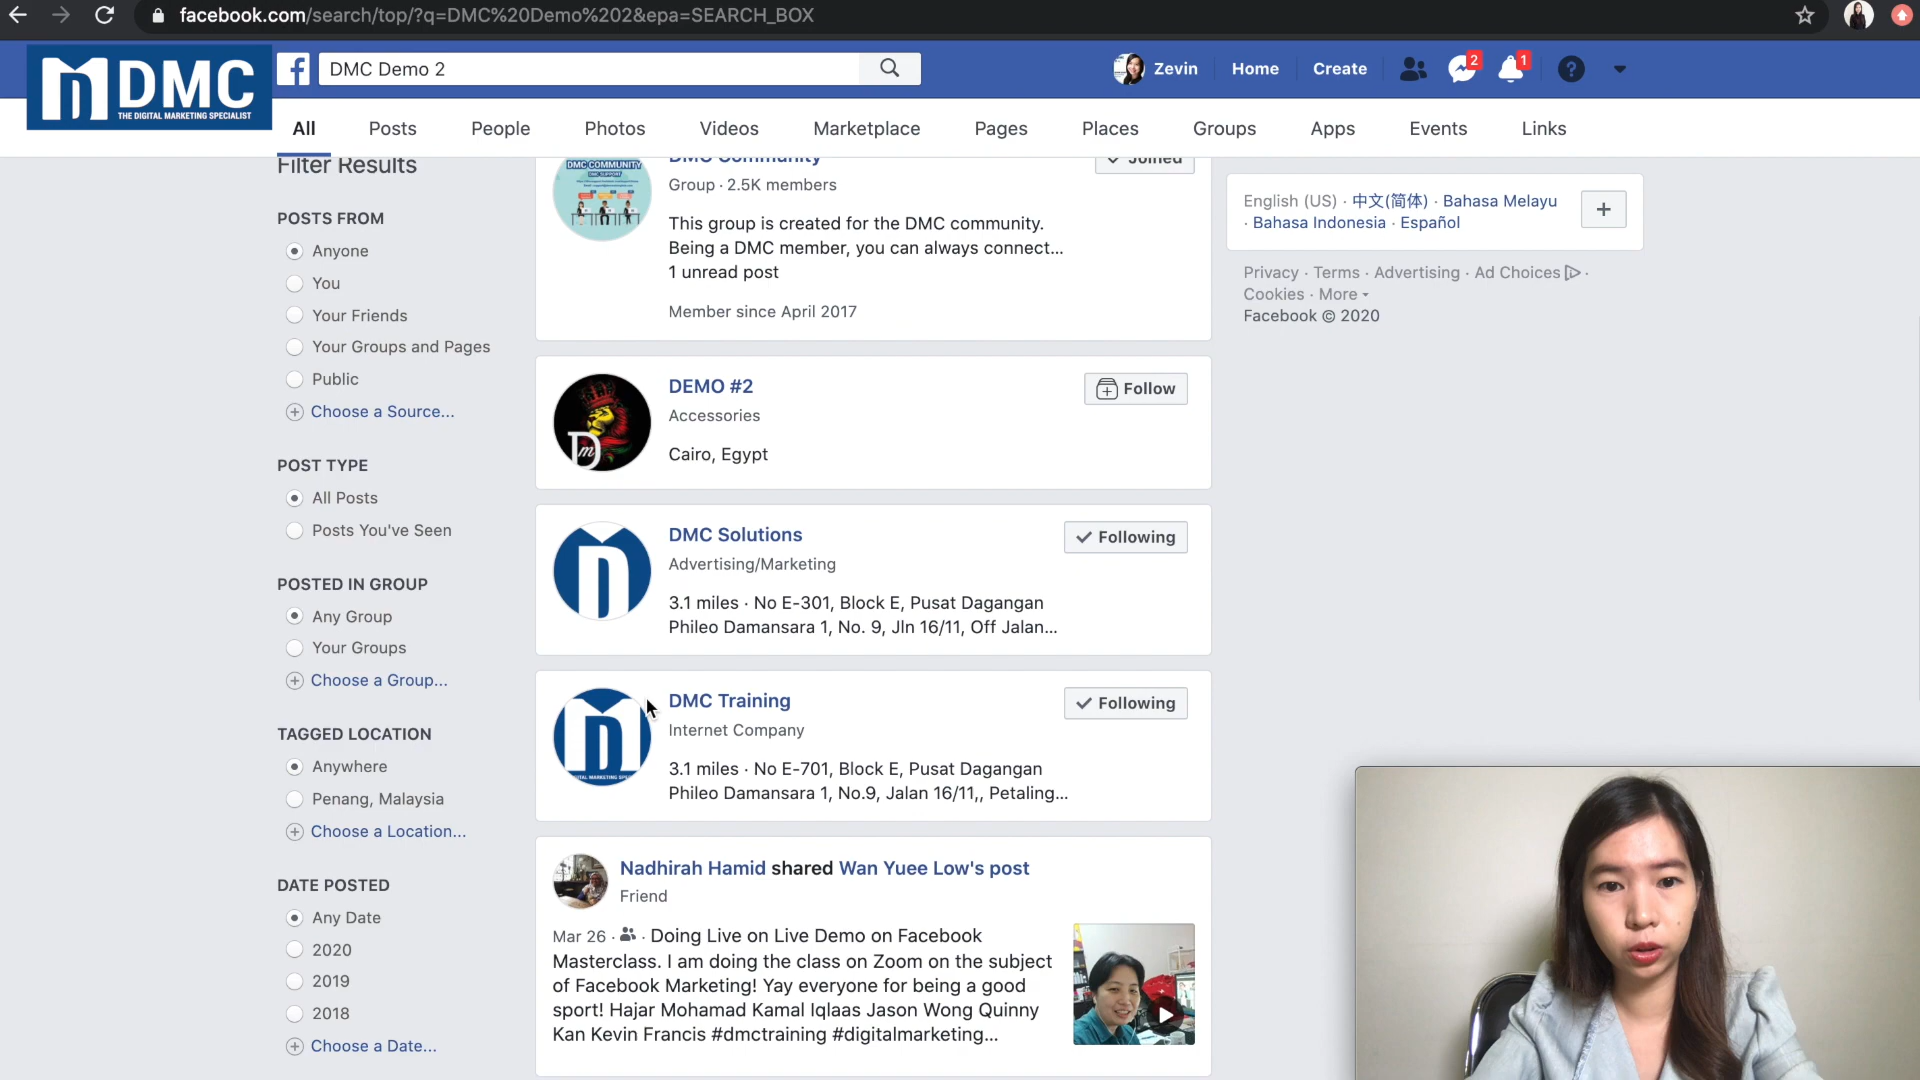 facebook.com/search/top/?q=DMC%20Demo%202&epa=SEARCH_BOX
DMC
THE DIGITAL MARKETING SPECIALIST
DMC Demo 2
Zevin
Home
Create
2
1
All
Posts
People
Photos
Videos
Marketplace
Pages
Places
Groups
Apps
Events
Links
Filter Results
POSTS FROM
Anyone
You
Your Friends
Your Groups and Pages
Public
Choose a Source...
POST TYPE
All Posts
Posts You've Seen
POSTED IN GROUP
Any Group
Your Groups
Choose a Group...
TAGGED LOCATION
Anywhere
Penang, Malaysia
Choose a Location...
DATE POSTED
Any Date
2020
2019
2018
Choose a Date...
DMC COMMUNITY
DMC SUPPORT
DMC Community
Joined
Group · 2.5K members
This group is created for the DMC community.
Being a DMC member, you can always connect...
1 unread post
Member since April 2017
DEMO #2
Follow
Accessories
Cairo, Egypt
DMC Solutions
Following
Advertising/Marketing
3.1 miles · No E-301, Block E, Pusat Dagangan
Phileo Damansara 1, No. 9, Jln 16/11, Off Jalan...
DMC Training
Following
Internet Company
3.1 miles · No E-701, Block E, Pusat Dagangan
Phileo Damansara 1, No.9, Jalan 16/11,, Petaling...
Nadhirah Hamid shared Wan Yuee Low's post
Friend
Mar 26 · · Doing Live on Live Demo on Facebook
Masterclass. I am doing the class on Zoom on the subject
of Facebook Marketing! Yay everyone for being a good
sport! Hajar Mohamad Kamal Iqlaas Jason Wong Quinny
Kan Kevin Francis #dmctraining #digitalmarketing...
English (US) · 中文(简体) · Bahasa Melayu
· Bahasa Indonesia · Español
Privacy · Terms · Advertising · Ad Choices ·
Cookies · More
Facebook © 2020